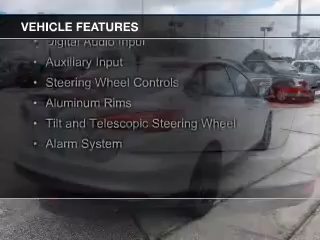 VEHICLE FEATURES
• Digital Audio Input
• Auxiliary Input
• Steering Wheel Controls
• Aluminum Rims
• Tilt and Telescopic Steering Wheel
• Alarm System